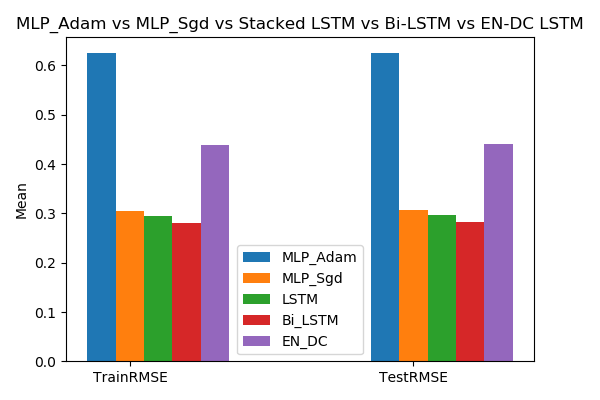 MLP_Adam vs MLP_Sgd vs Stacked LSTM vs Bi-LSTM vs EN-DC LSTM
Mean
0.6
0.5
0.4
0.3
0.2
0.1
0.0
MLP_Adam
MLP_Sgd
LSTM
Bi_LSTM
EN_DC
TrainRMSE
TestRMSE